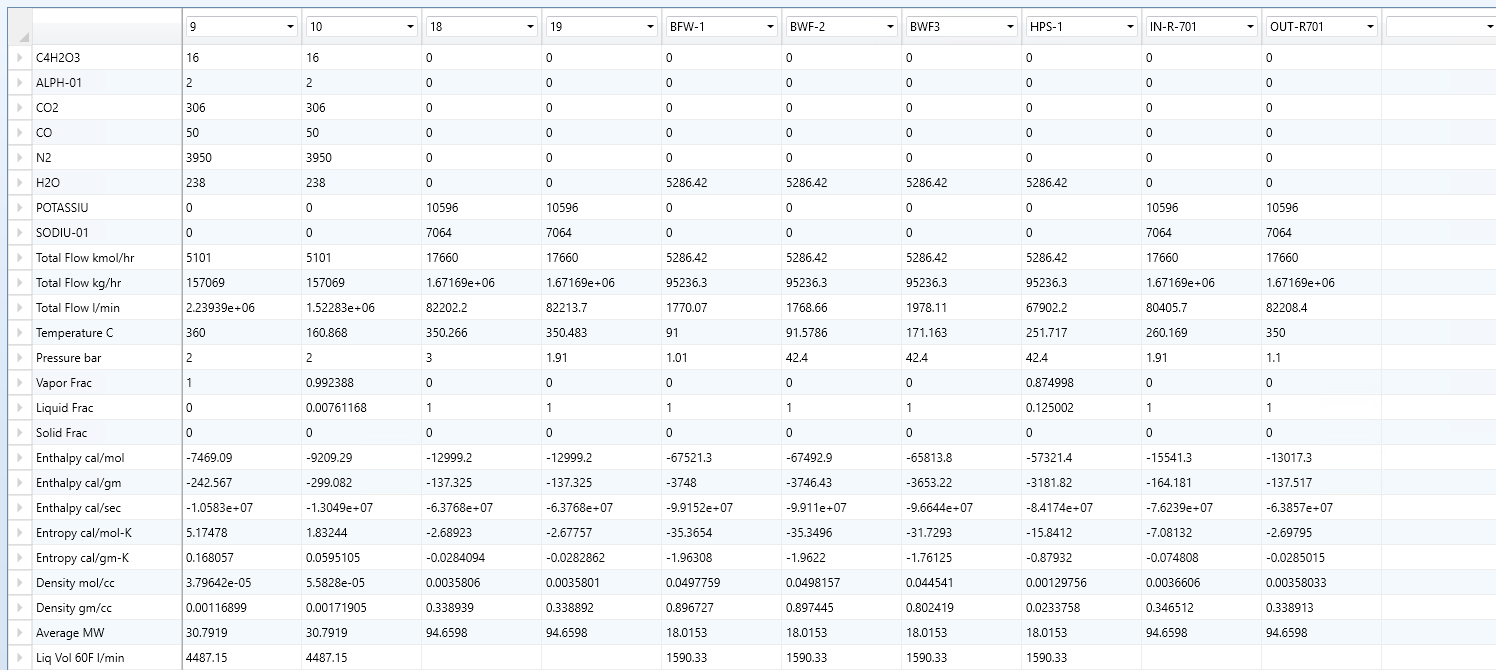 9 10 18 19 BFW-1 BWF-2 BWF3 HPS-1 IN-R-701 OUT-R701
C4H2O3 16 16 0 0 0 0 0 0 0 0
ALPH-01 2 2 0 0 0 0 0 0 0 0
CO2 306 306 0 0 0 0 0 0 0 0
CO 50 50 0 0 0 0 0 0 0 0
N2 3950 3950 0 0 0 0 0 0 0 0
H2O 238 238 0 0 5286.42 5286.42 5286.42 5286.42 0 0
POTASSIU 0 0 10596 10596 0 0 0 0 10596 10596
SODIU-01 0 0 7064 7064 0 0 0 0 7064 7064
Total Flow kmol/hr 5101 5101 17660 17660 5286.42 5286.42 5286.42 5286.42 17660 17660
Total Flow kg/hr 157069 157069 1.67169e+06 1.67169e+06 95236.3 95236.3 95236.3 95236.3 1.67169e+06 1.67169e+06
Total Flow l/min 2.23939e+06 1.52283e+06 82202.2 82213.7 1770.07 1768.66 1978.11 67902.2 80405.7 82208.4
Temperature C 360 160.868 350.266 350.483 91 91.5786 171.163 251.717 260.169 350
Pressure bar 2 2 3 1.91 1.01 42.4 42.4 42.4 1.91 1.1
Vapor Frac 1 0.992388 0 0 0 0 0 0.874998 0 0
Liquid Frac 0 0.00761168 1 1 1 1 1 0.125002 1 1
Solid Frac 0 0 0 0 0 0 0 0 0 0
Enthalpy cal/mol -7469.09 -9209.29 -12999.2 -12999.2 -67521.3 -67492.9 -65813.8 -57321.4 -15541.3 -13017.3
Enthalpy cal/gm -242.567 -299.082 -137.325 -137.325 -3748 -3746.43 -3653.22 -3181.82 -164.181 -137.517
Enthalpy cal/sec -1.0583e+07 -1.3049e+07 -6.3768e+07 -6.3768e+07 -9.9152e+07 -9.911e+07 -9.6644e+07 -8.4174e+07 -7.6239e+07 -6.3857e+07
Entropy cal/mol-K 5.17478 1.83244 -2.68923 -2.67757 -35.3654 -35.3496 -31.7293 -15.8412 -7.08132 -2.69795
Entropy cal/gm-K 0.168057 0.0595105 -0.0284094 -0.0282862 -1.96308 -1.9622 -1.76125 -0.87932 -0.074808 -0.0285015
Density mol/cc 3.79642e-05 5.5828e-05 0.0035806 0.0035801 0.0497759 0.0498157 0.044541 0.00129756 0.0036606 0.00358033
Density gm/cc 0.00116899 0.00171905 0.338939 0.338892 0.896727 0.897445 0.802419 0.0233758 0.346512 0.338913
Average MW 30.7919 30.7919 94.6598 94.6598 18.0153 18.0153 18.0153 18.0153 94.6598 94.6598
Liq Vol 60F l/min 4487.15 4487.15 1590.33 1590.33 1590.33 1590.33